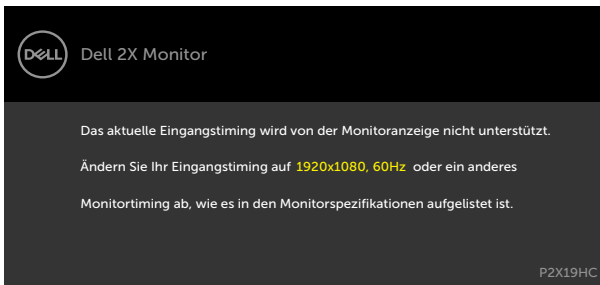 DELL
Dell 2X Monitor
Das aktuelle Eingangstiming wird von der Monitoranzeige nicht unterstützt.
Ändern Sie Ihr Eingangstiming auf 1920x1080, 60Hz oder ein anderes
Monitortiming ab, wie es in den Monitorspezifikationen aufgelistet ist.
P2X19HC